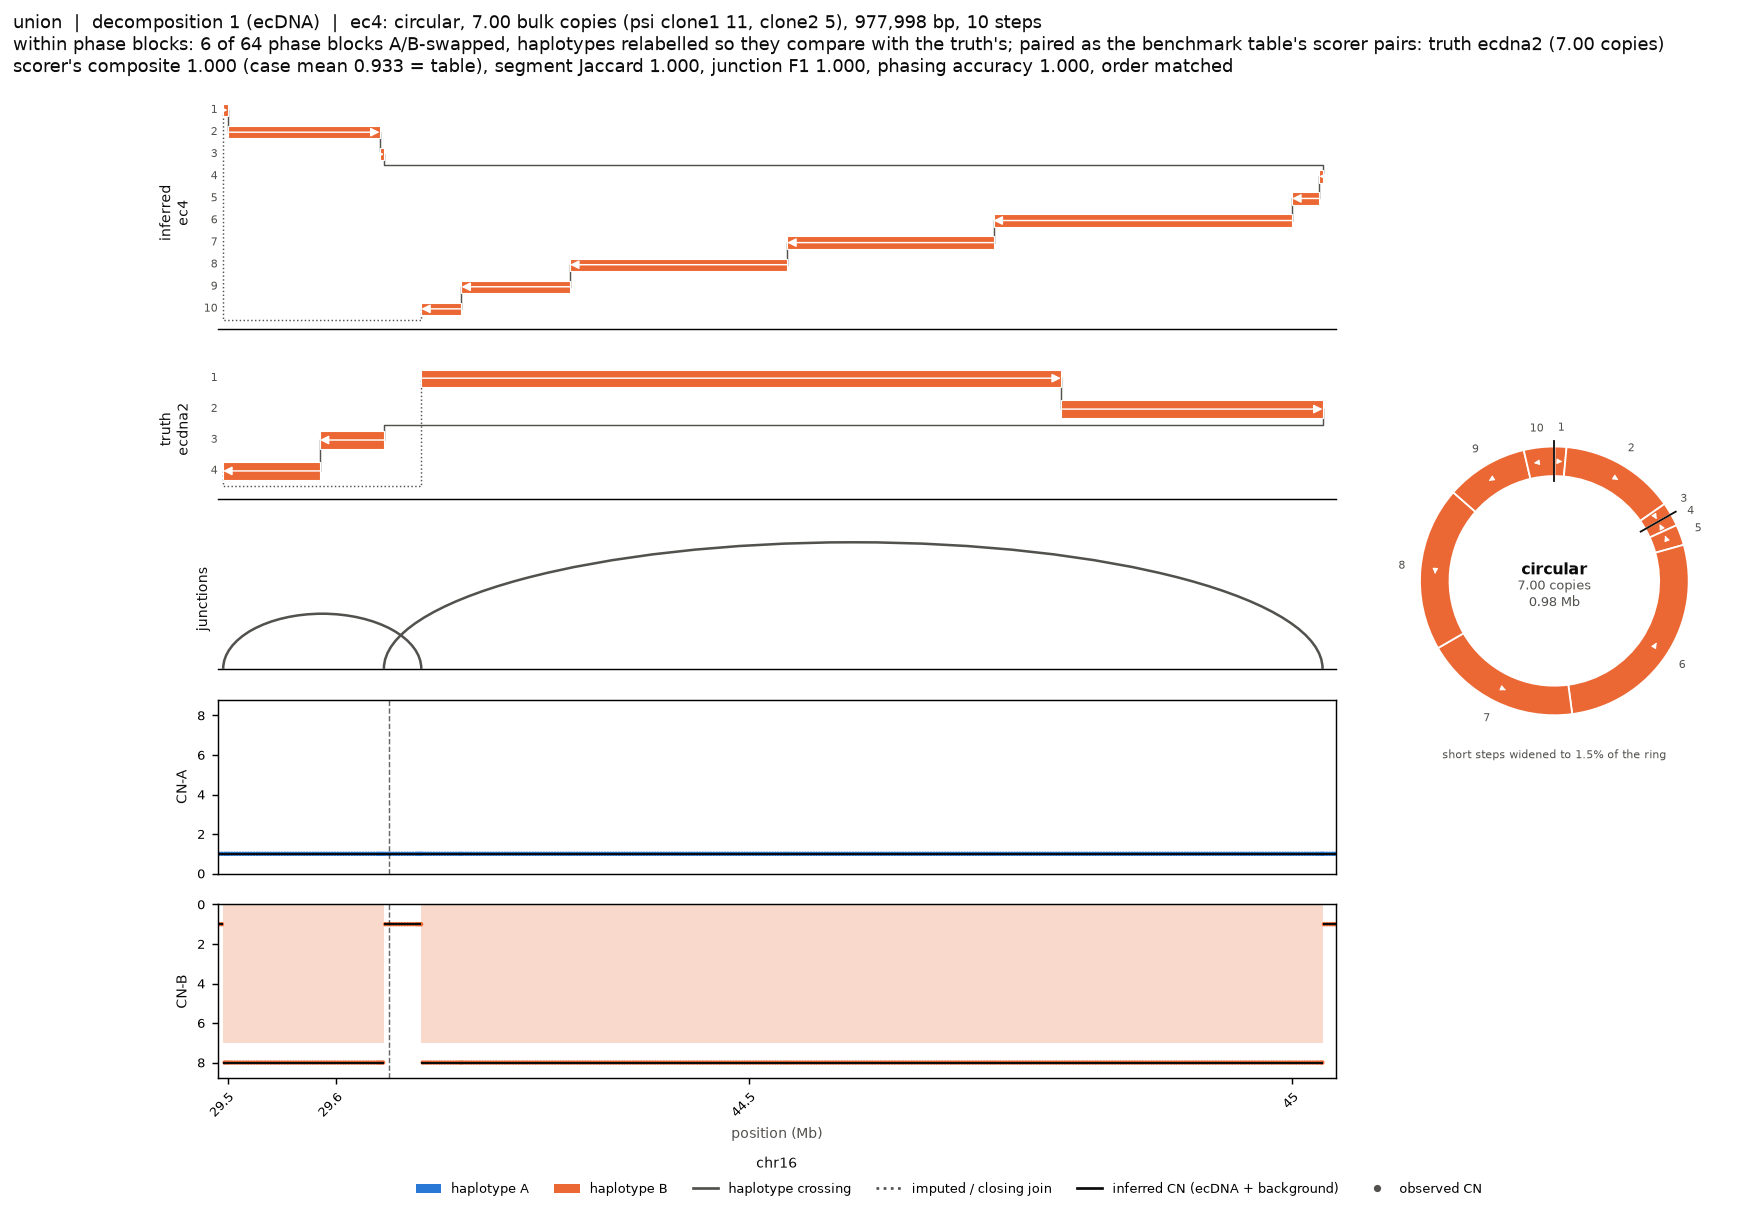 union | decomposition 1 (ecDNA) | ec4: circular, 7.00 bulk copies (psi clone1 11, clone2 5), 977,998 bp, 10 steps
within phase blocks: 6 of 64 phase blocks A/B-swapped, haplotypes relabelled so they compare with the truth's; paired as the benchmark table's scorer pairs: truth ecdna2 (7.00 copies)
scorer's composite 1.000 (case mean 0.933 = table), segment Jaccard 1.000, junction F1 1.000, phasing accuracy 1.000, order matched
inferred
ec4
1
2
3
4
5
6
7
8
9
10
truth
ecdna2
1
2
3
4
junctions
CN-A
8
6
4
2
0
CN-B
0
2
4
6
8
29.5
29.6
44.5
45
position (Mb)
chr16
10
1
2
3
4
5
6
7
8
9
circular
7.00 copies
0.98 Mb
short steps widened to 1.5% of the ring
haplotype A
haplotype B
haplotype crossing
imputed / closing join
inferred CN (ecDNA + background)
observed CN